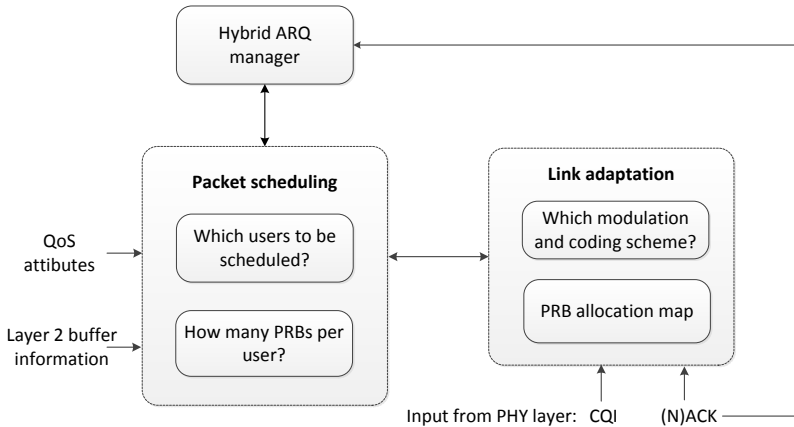 Hybrid ARQ
manager
Packet scheduling
Which users to be
scheduled?
How many PRBs per
user?
QoS
attibutes
Layer 2 buffer
information
Link adaptation
Which modulation
and coding scheme?
PRB allocation map
Input from PHY layer: CQI (N)ACK